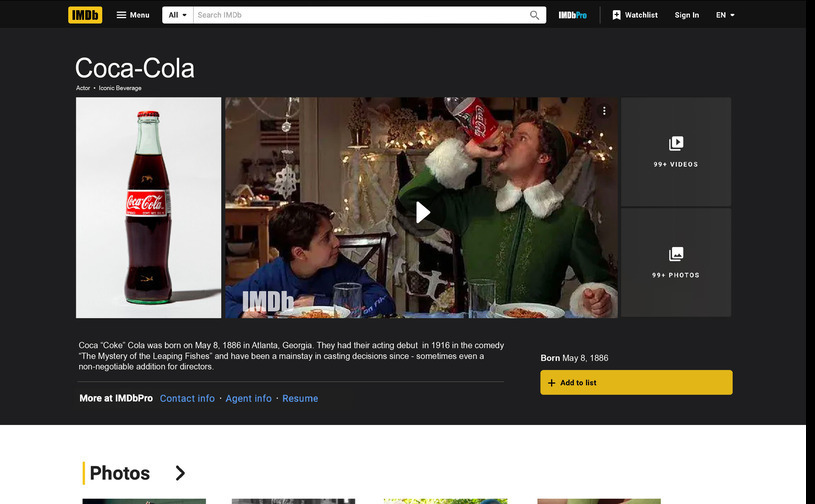 IMDb
Menu
All
Search IMDb
IMDbPro
Watchlist
Sign In
EN
Coca-Cola
Actor • Iconic Beverage
Coca-Cola
Coca-Cola
IMDb
99+ VIDEOS
99+ PHOTOS
Coca “Coke” Cola was born on May 8, 1886 in Atlanta, Georgia. They had their acting debut in 1916 in the comedy
“The Mystery of the Leaping Fishes” and have been a mainstay in casting decisions since - sometimes even a
non-negotiable addition for directors.
Born May 8, 1886
+ Add to list
More at IMDbPro Contact info · Agent info · Resume
Photos